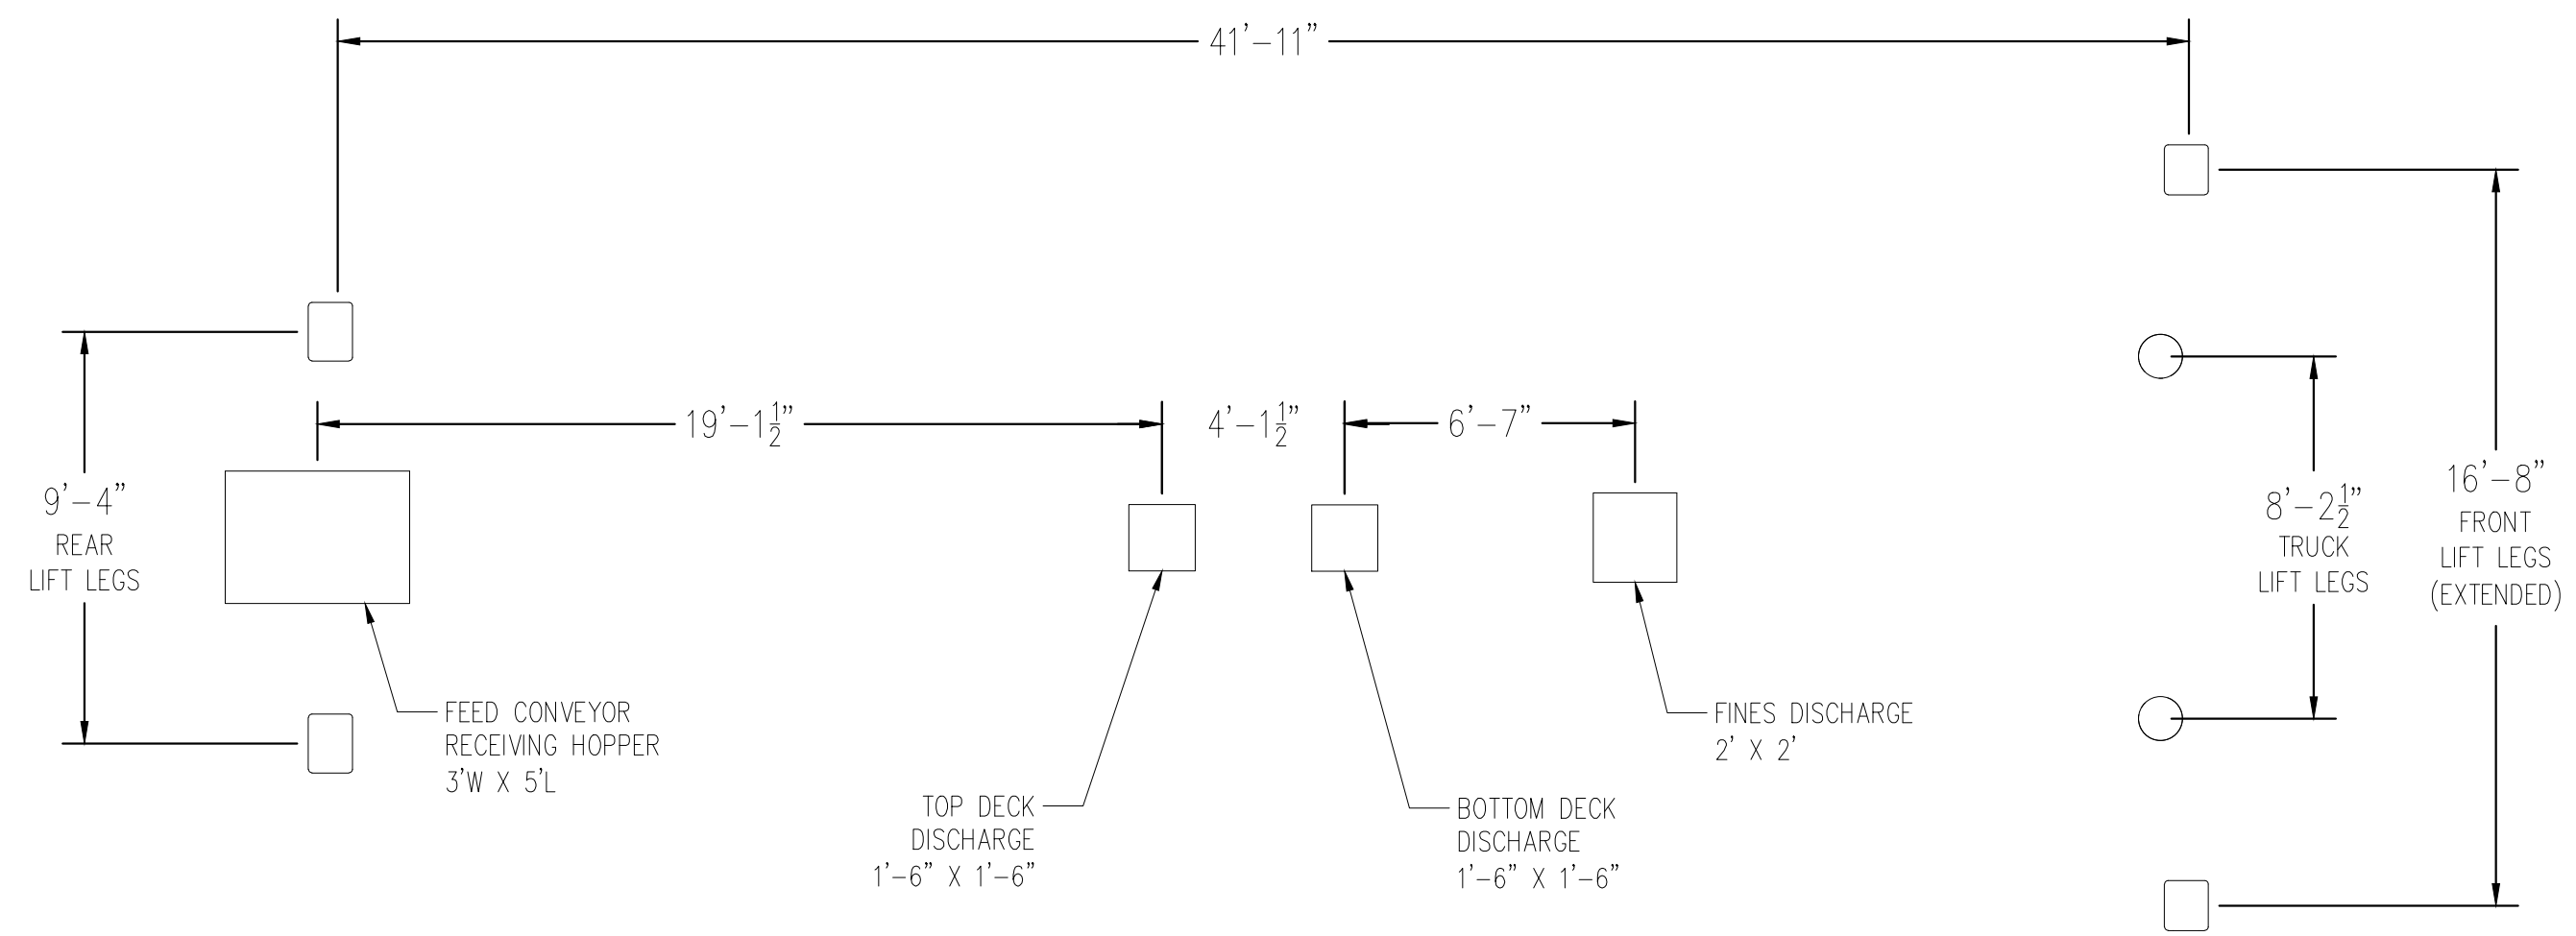 41'-11"
19'-1½"
4'-1½"
6'-7"
9'-4"
REAR
LIFT LEGS
8'-2½"
TRUCK
LIFT LEGS
16'-8"
FRONT
LIFT LEGS
(EXTENDED)
FEED CONVEYOR
RECEIVING HOPPER
3'W X 5'L
TOP DECK
DISCHARGE
1'-6" X 1'-6"
BOTTOM DECK
DISCHARGE
1'-6" X 1'-6"
FINES DISCHARGE
2' X 2'